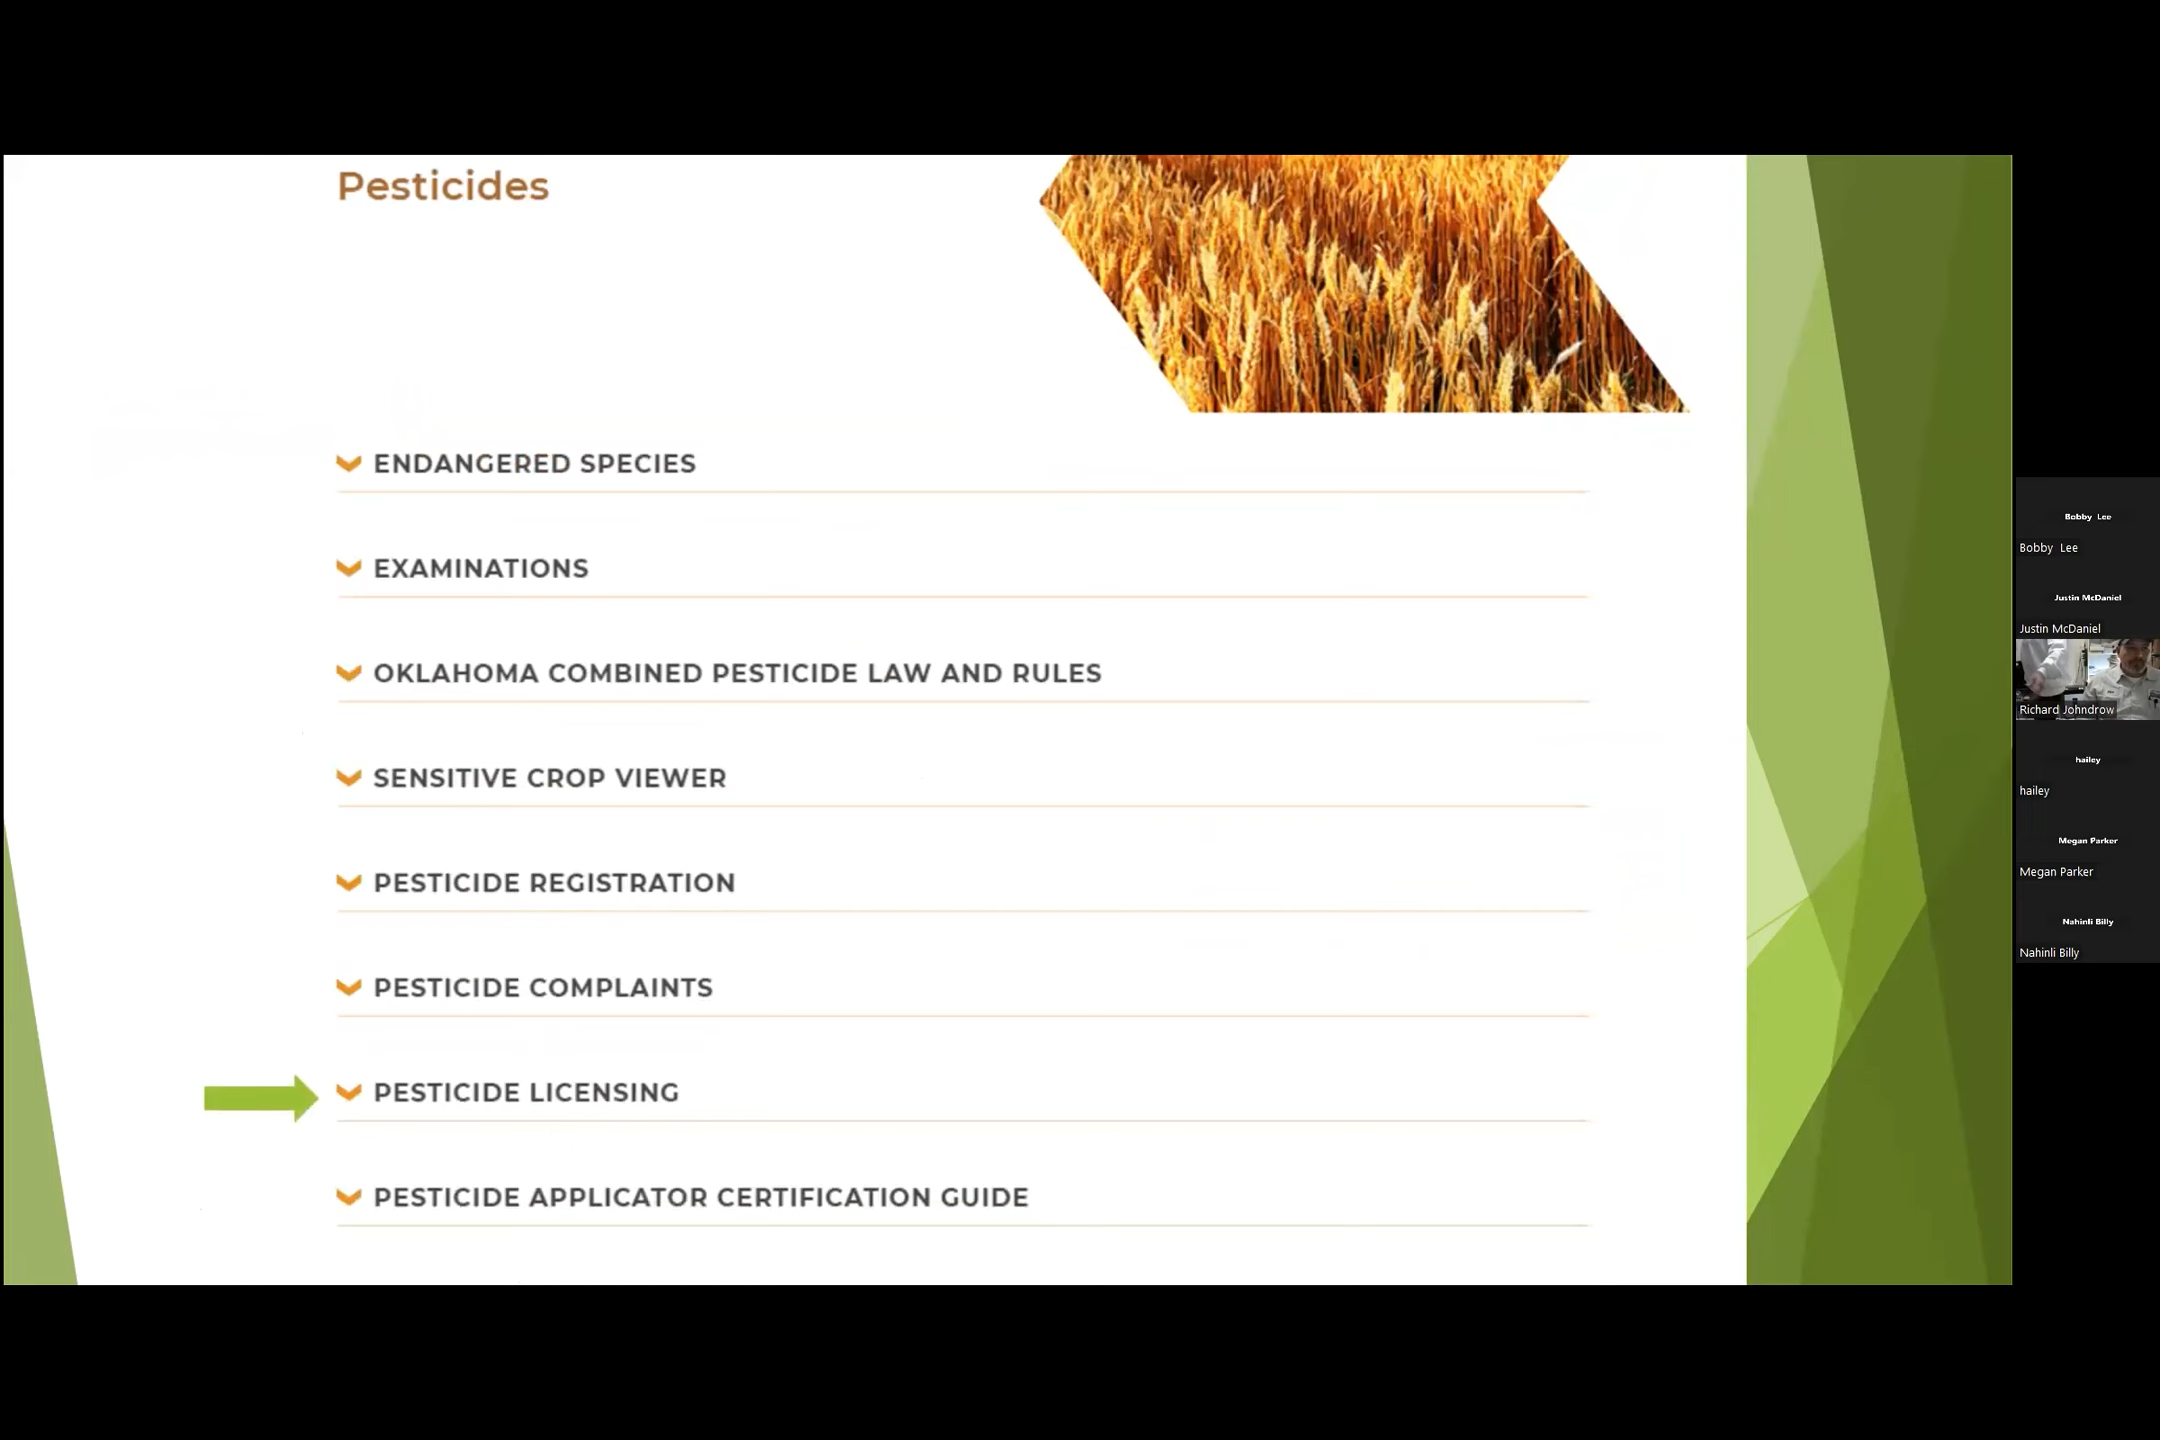 Pesticides
ENDANGERED SPECIES
EXAMINATIONS
OKLAHOMA COMBINED PESTICIDE LAW AND RULES
SENSITIVE CROP VIEWER
PESTICIDE REGISTRATION
PESTICIDE COMPLAINTS
PESTICIDE LICENSING
PESTICIDE APPLICATOR CERTIFICATION GUIDE
Bobby Lee
Bobby Lee
Justin McDaniel
Justin McDaniel
Richard Johndrow
hailey
hailey
Megan Parker
Megan Parker
Nahinli Billy
Nahinli Billy